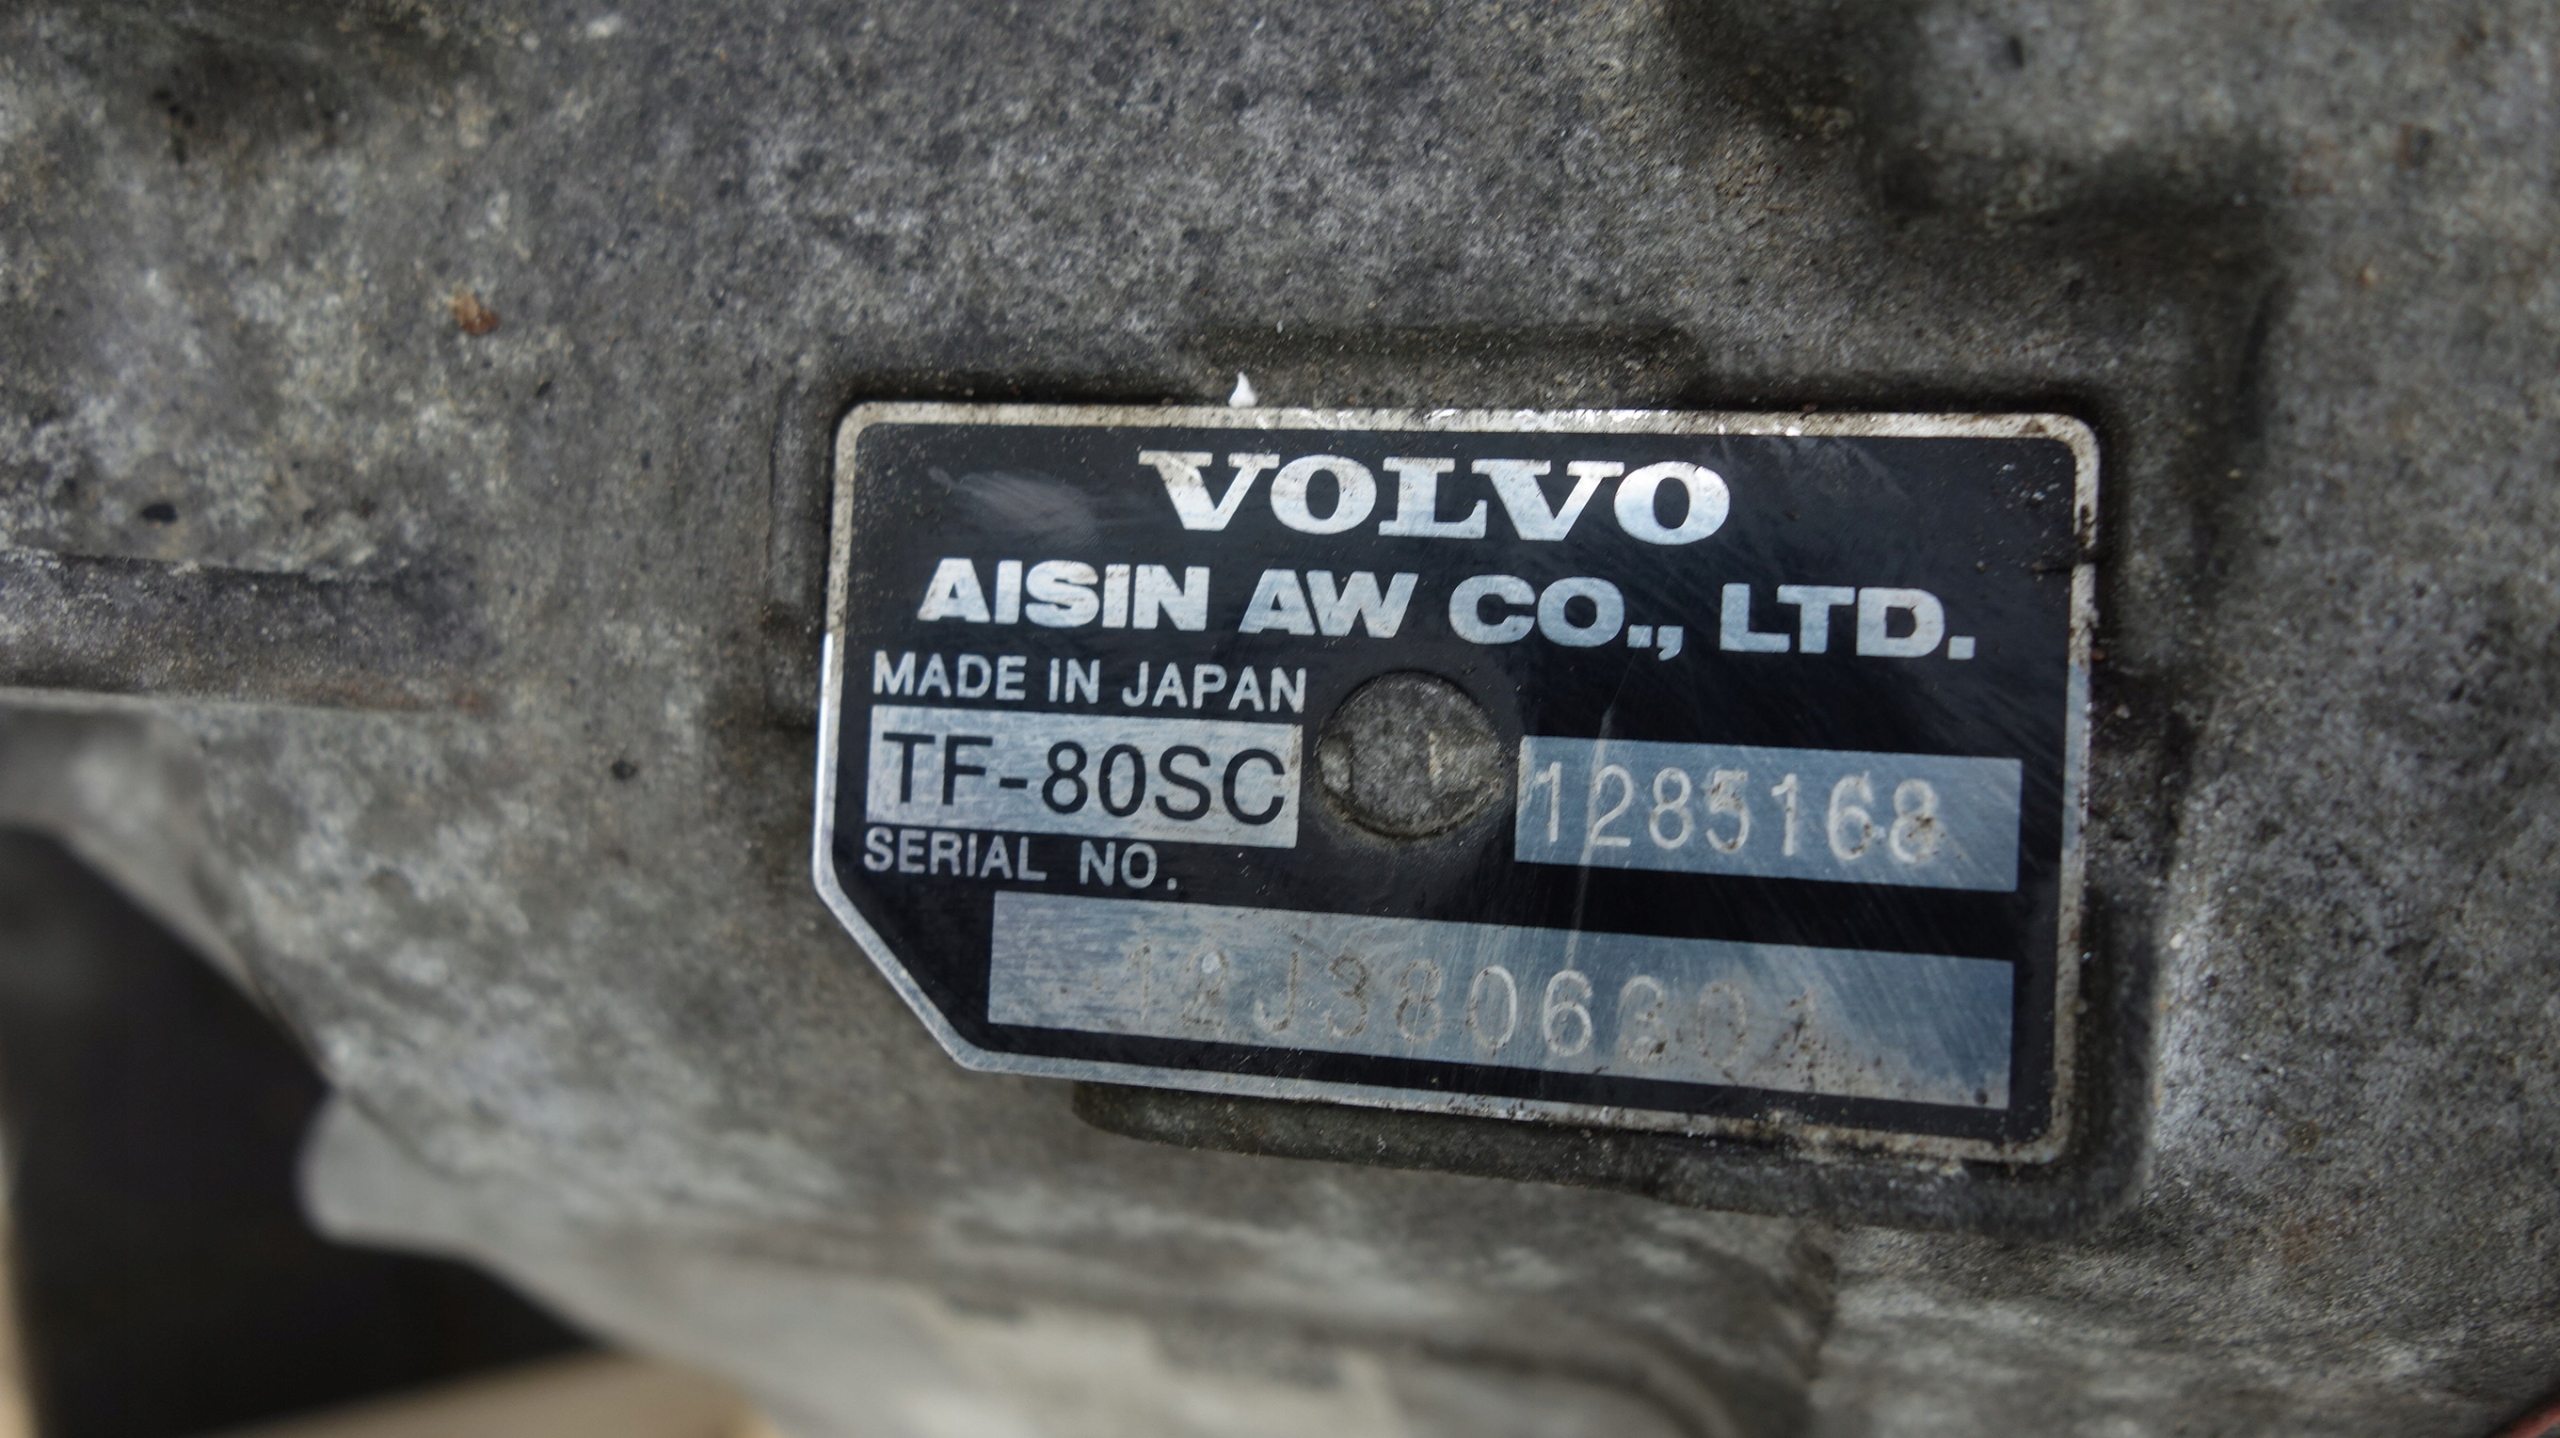 VOLVO
AISIN AW CO., LTD.
MADE IN JAPAN
TF-80SC
1285168
SERIAL NO.